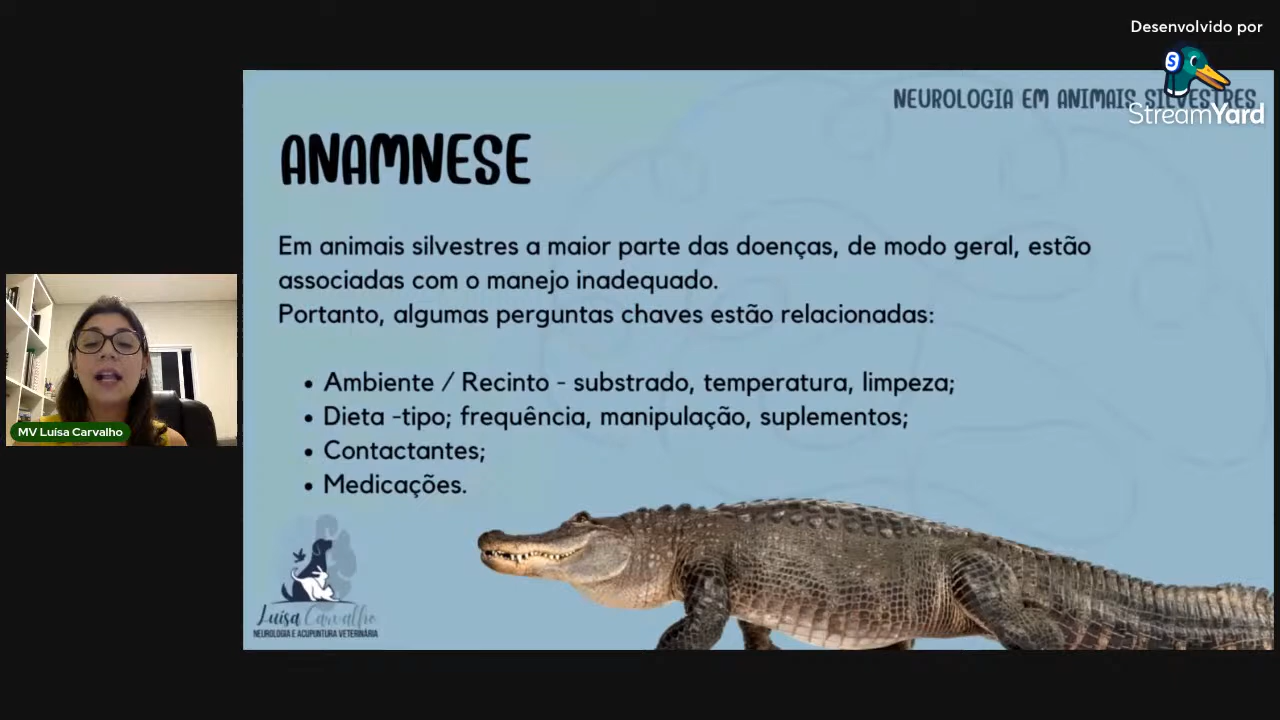 Desenvolvido por
StreamYard
NEUROLOGIA EM ANIMAIS SILVESTRES
ANAMNESE
Em animais silvestres a maior parte das doenças, de modo geral, estão
associadas com o manejo inadequado.
Portanto, algumas perguntas chaves estão relacionadas:
• Ambiente / Recinto - substrado, temperatura, limpeza;
• Dieta -tipo; frequência, manipulação, suplementos;
• Contactantes;
• Medicações.
MV Luísa Carvalho
Luísa Carvalho
NEUROLOGIA E ACUPUNTURA VETERINÁRIA